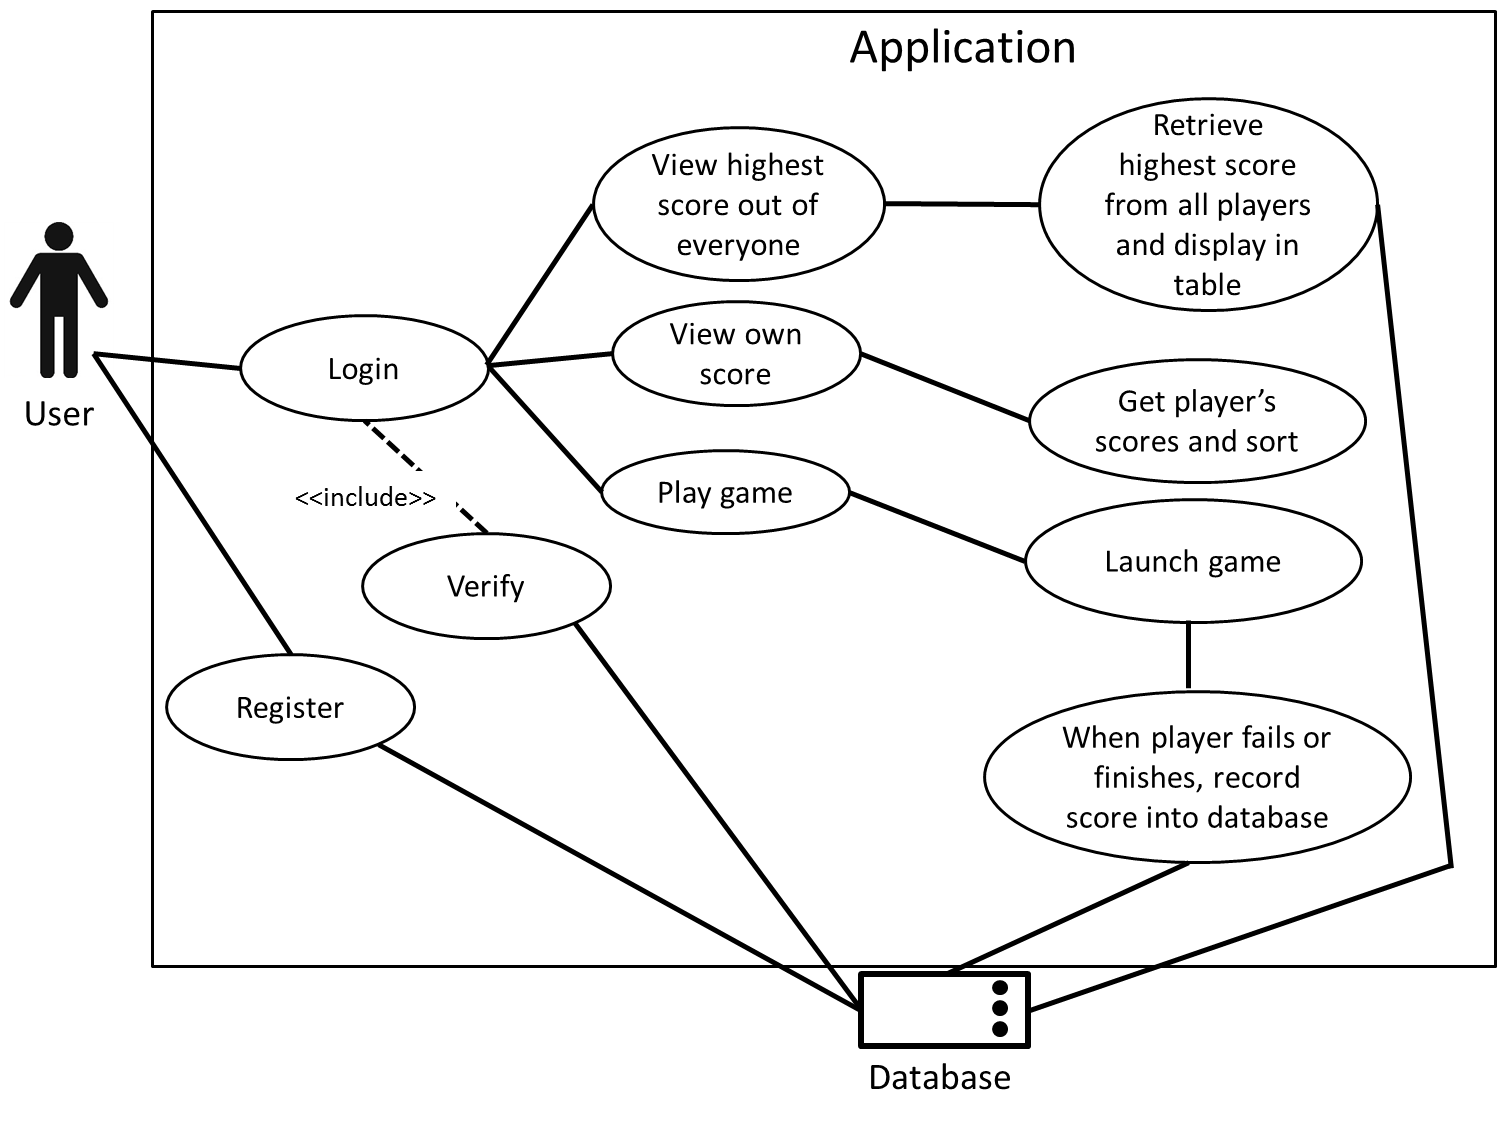 Application
View highest
score out of
everyone
Retrieve
highest score
from all players
and display in
table
Login
User
View own
score
Get player’s
scores and sort
<<include>>
Play game
Launch game
Verify
Register
When player fails or
finishes, record
score into database
Database